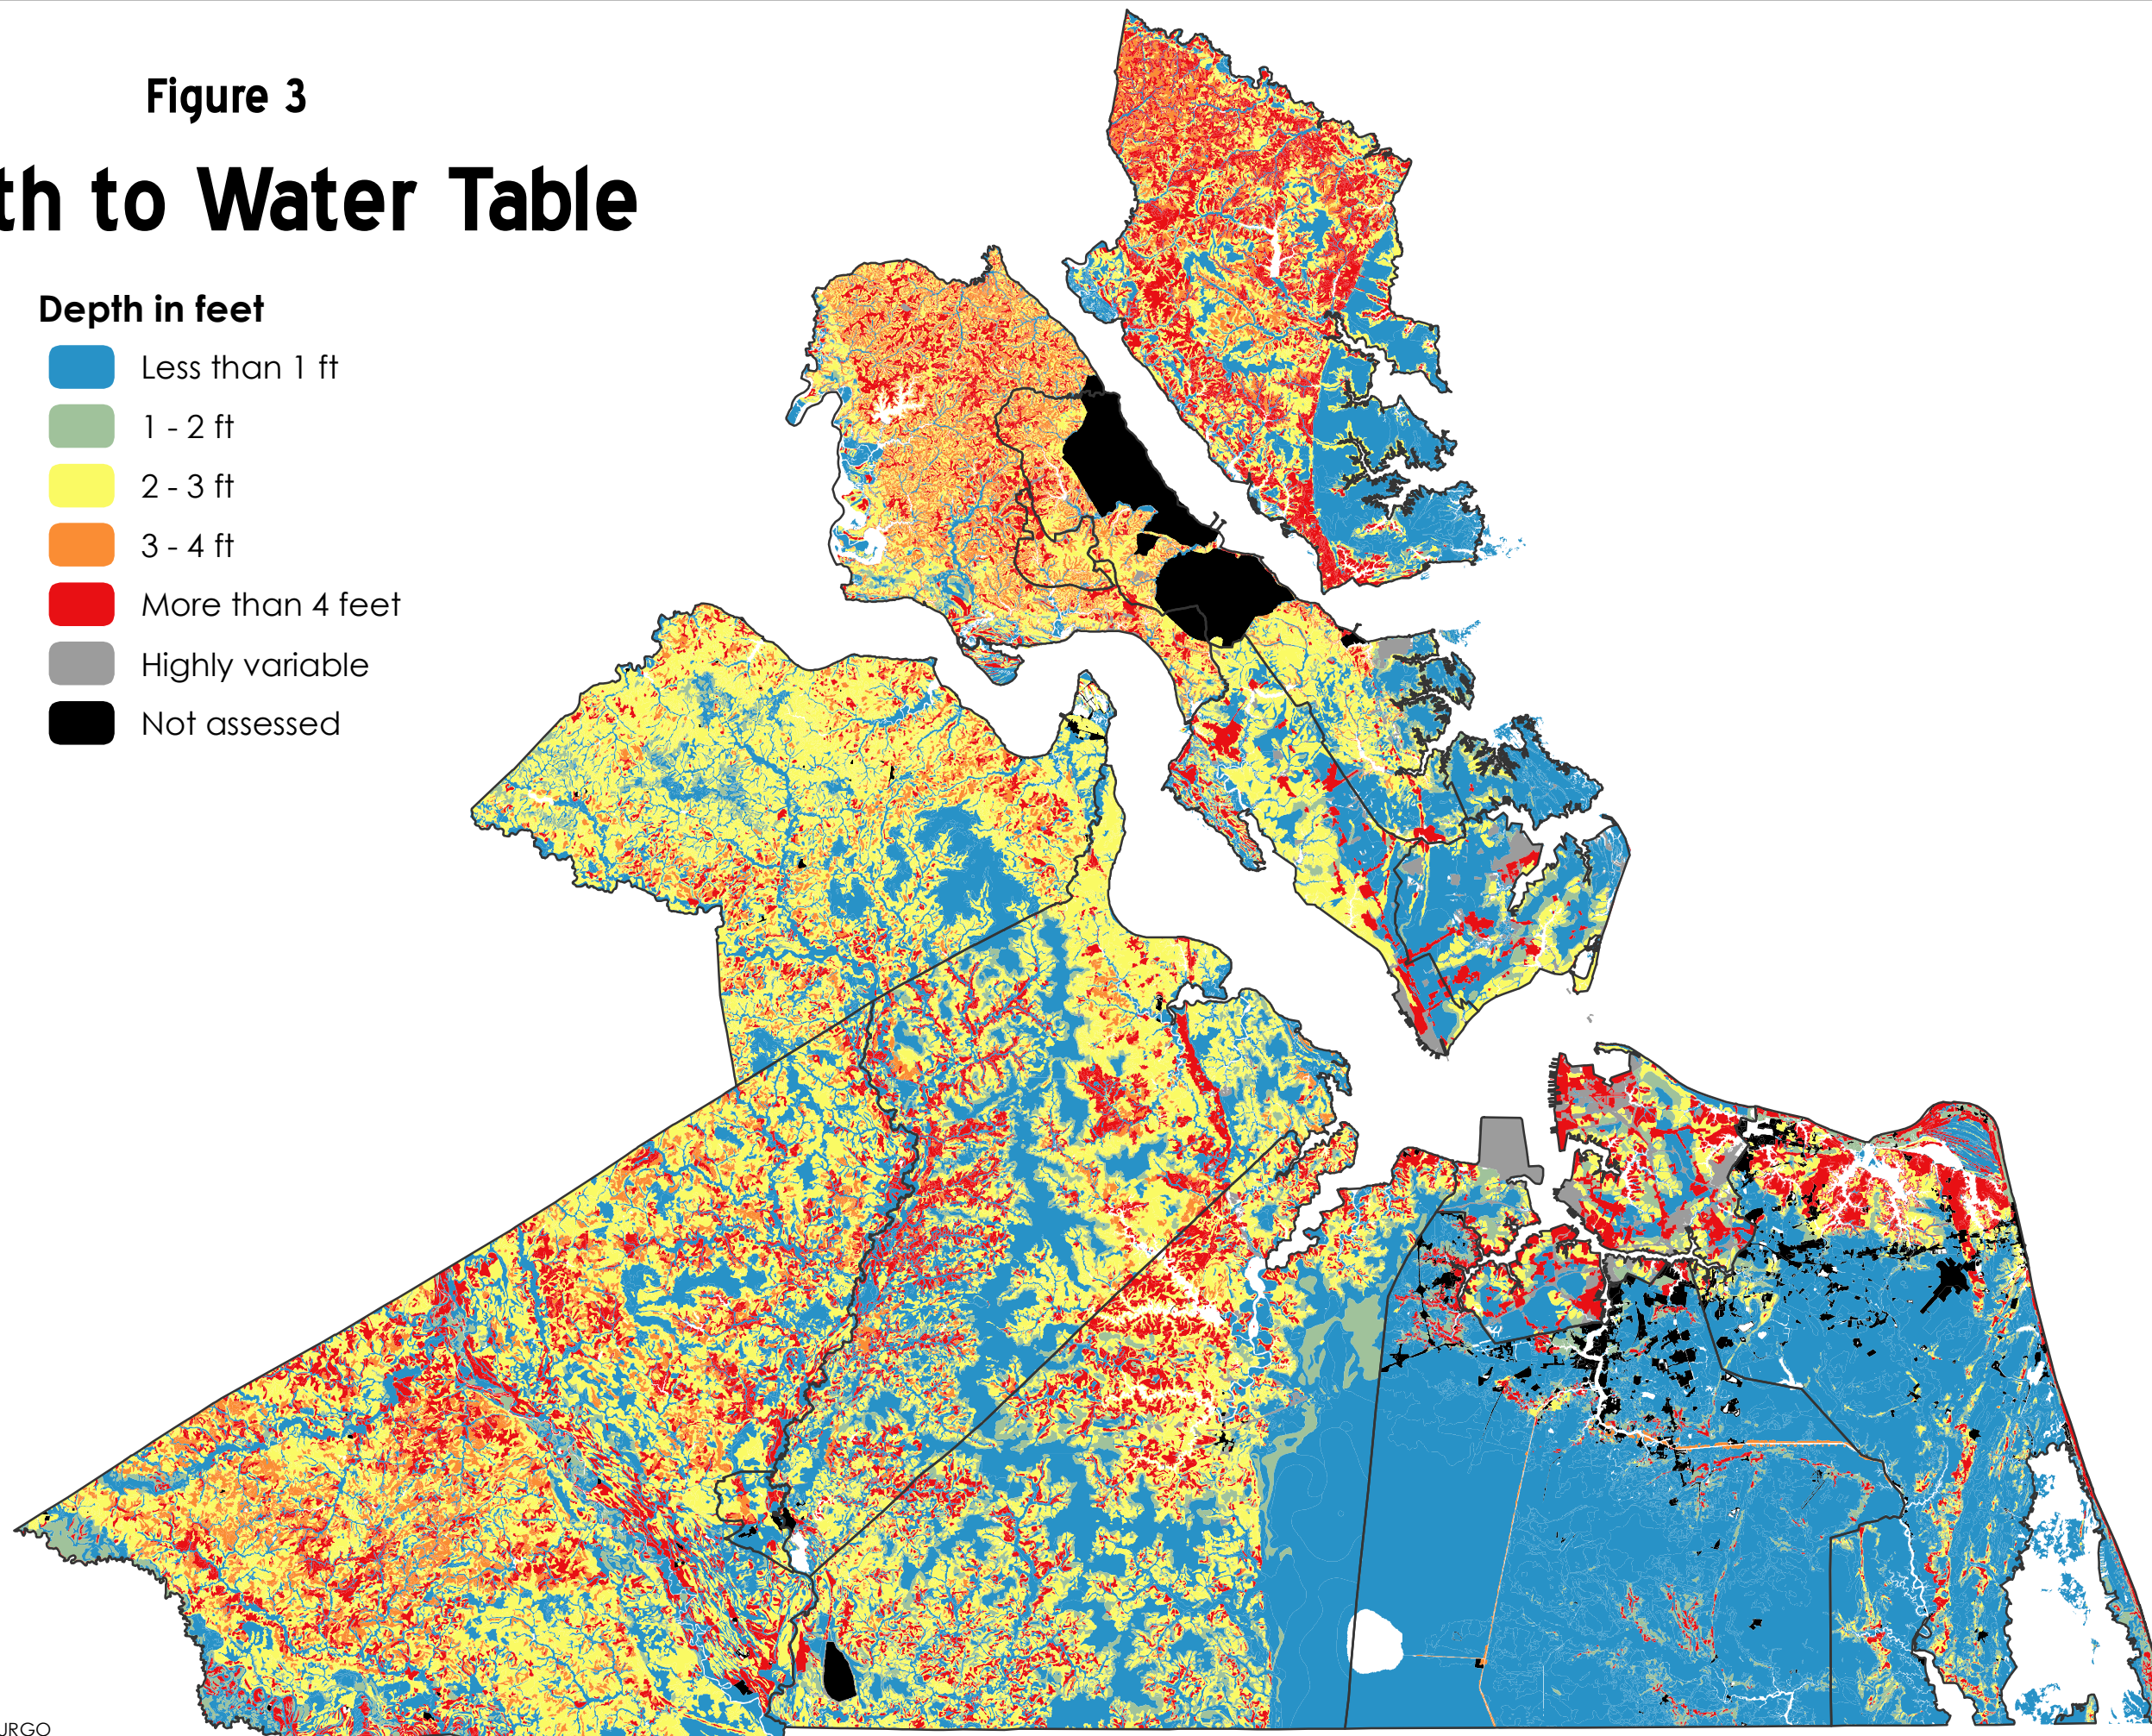 Figure 3
th to Water Table
Depth in feet
Less than 1 ft
1 - 2 ft
2 - 3 ft
3 - 4 ft
More than 4 feet
Highly variable
Not assessed
URGO